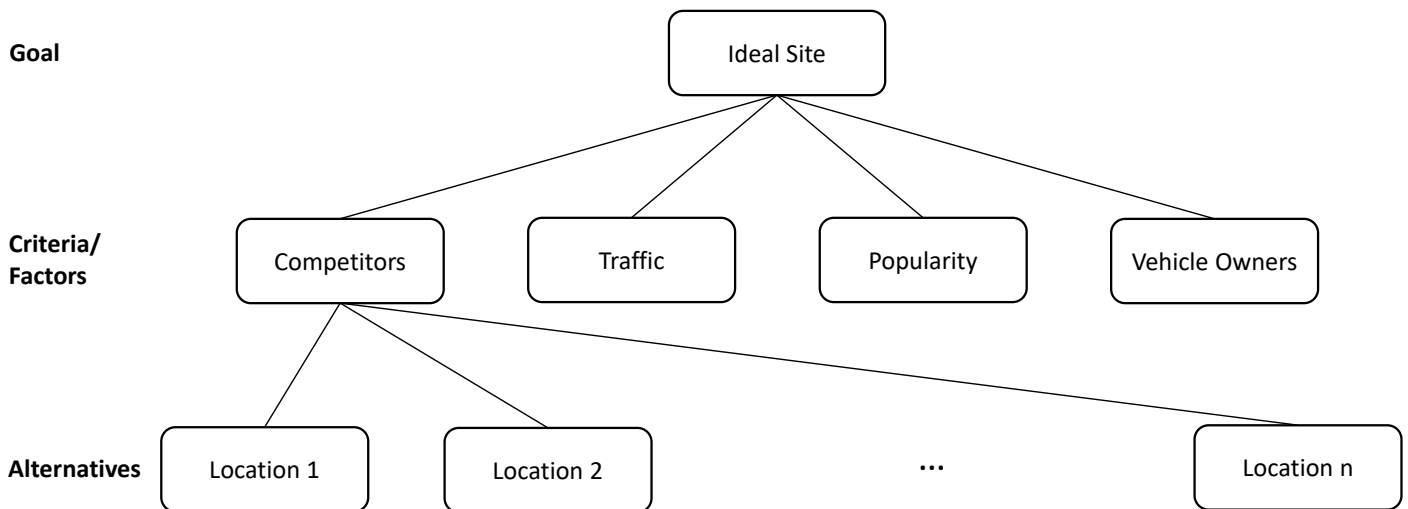 Goal
Ideal Site
Criteria/
Factors
Competitors
Traffic
Popularity
Vehicle Owners
Alternatives
Location 1
Location 2
...
Location n